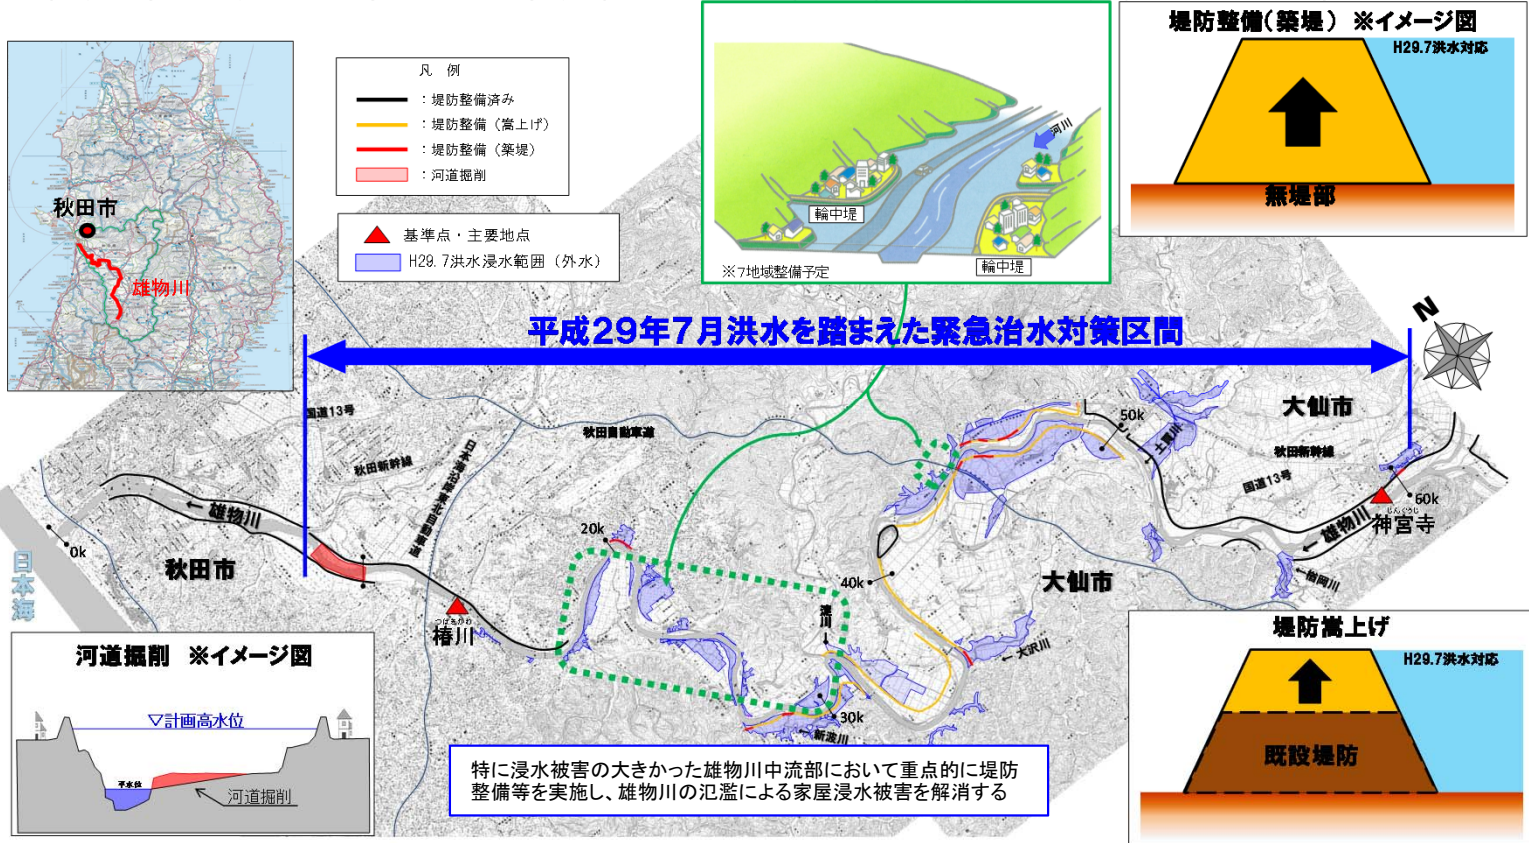 秋田市
雄物川
凡 例
：堤防整備済み
：堤防整備（嵩上げ）
：堤防整備（築堤）
：河道掘削
基準点・主要地点
H29.7洪水浸水範囲（外水）
河川
輪中堤
輪中堤
※7地域整備予定
堤防整備（築堤） ※イメージ図
H29.7洪水対応
無堤部
平成29年7月洪水を踏まえた緊急治水対策区間
N
国道13号
秋田新幹線
日本海沿岸東北自動車道
秋田自動車道
大仙市
50k
土買川
秋田新幹線
国道13号
60k
じんぐうじ
神宮寺
← 雄物川
← 雄物川
0k
日本海
秋田市
20k
つばきがわ
椿川
40k
大仙市
← 楢岡川
← 大沢川
滝川
30k
← 新波川
河道掘削 ※イメージ図
▽計画高水位
平水位
河道掘削
特に浸水被害の大きかった雄物川中流部において重点的に堤防
整備等を実施し、雄物川の氾濫による家屋浸水被害を解消する
堤防嵩上げ
H29.7洪水対応
既設堤防